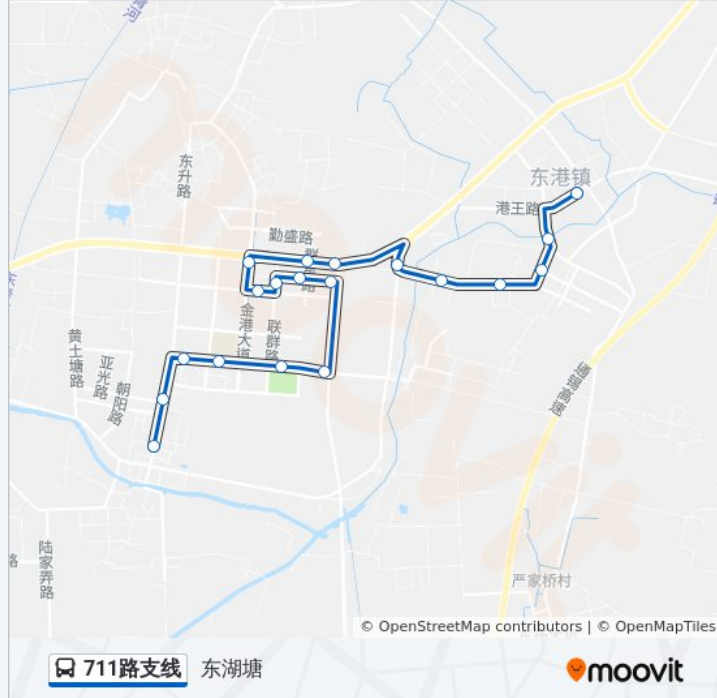 东升路
东港镇
港王路
勤盛路
金港大道
联群路
黄土塘路
亚光路
朝阳路
通锡高速
陆家弄路
路
严家桥村
© OpenStreetMap contributors | © OpenMapTiles
711路支线 东湖塘
moovit